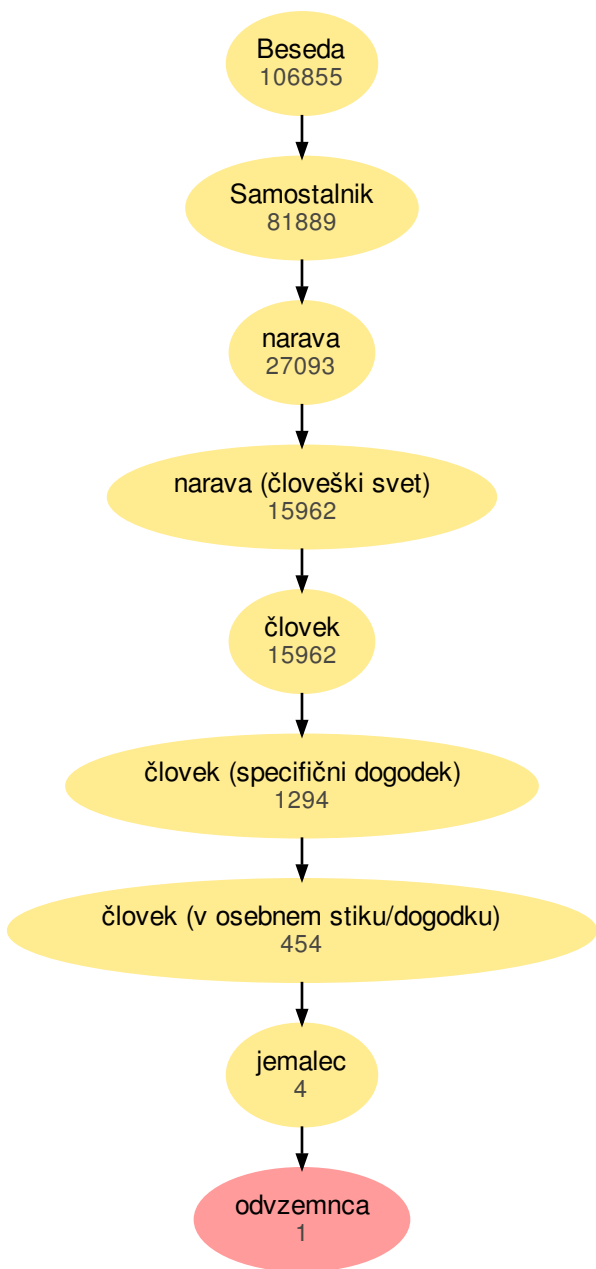 Beseda
106855
Samostalnik
81889
narava
27093
narava (človeški svet)
15962
človek
15962
človek (specifični dogodek)
1294
človek (v osebnem stiku/dogodku)
454
jemalec
4
odvzemnca
1